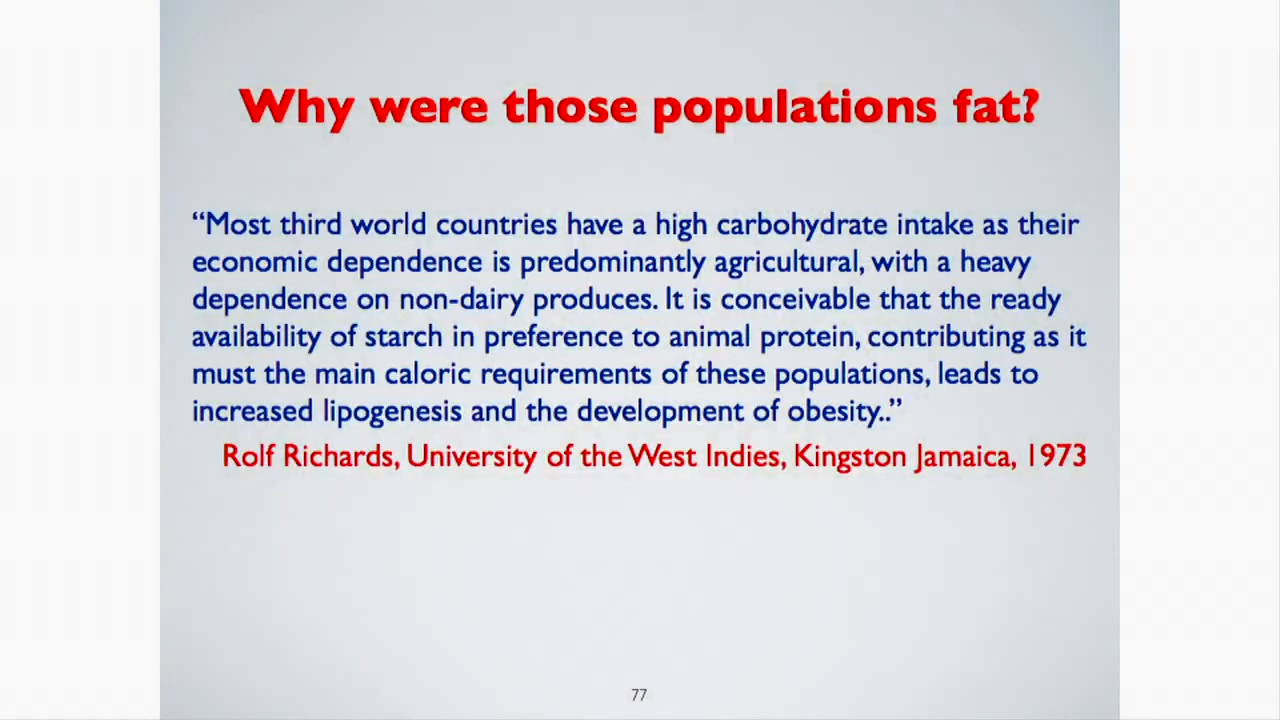 Why were those populations fat?
“Most third world countries have a high carbohydrate intake as their
economic dependence is predominantly agricultural, with a heavy
dependence on non-dairy produces. It is conceivable that the ready
availability of starch in preference to animal protein, contributing as it
must the main caloric requirements of these populations, leads to
increased lipogenesis and the development of obesity..”
Rolf Richards, University of the West Indies, Kingston Jamaica, 1973
77